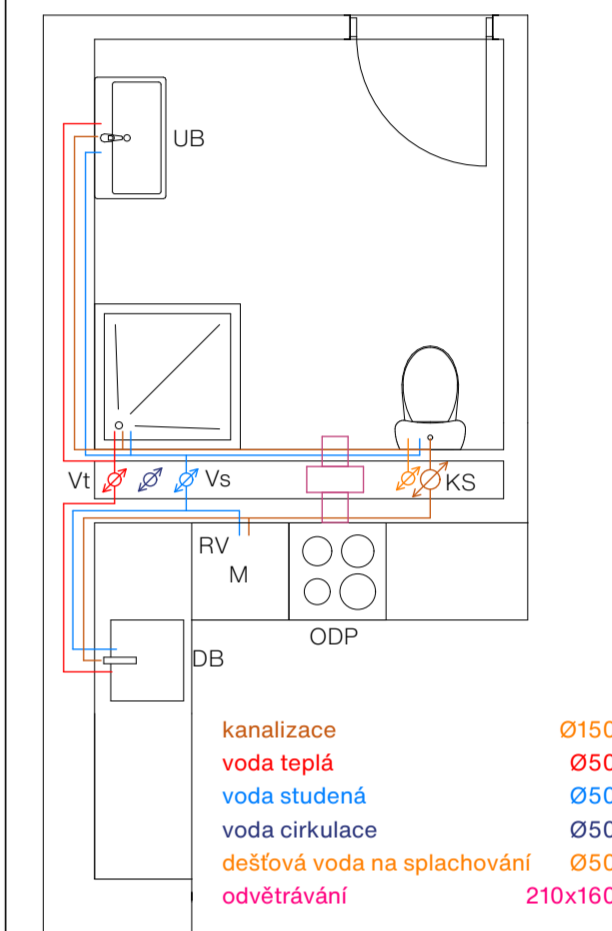 UB
Vt
Vs
KS
RV
M
ODP
DB
kanalizace Ø150
voda teplá Ø50
voda studená Ø50
voda cirkulace Ø50
dešťová voda na splachování Ø50
odvětrávání 210x160